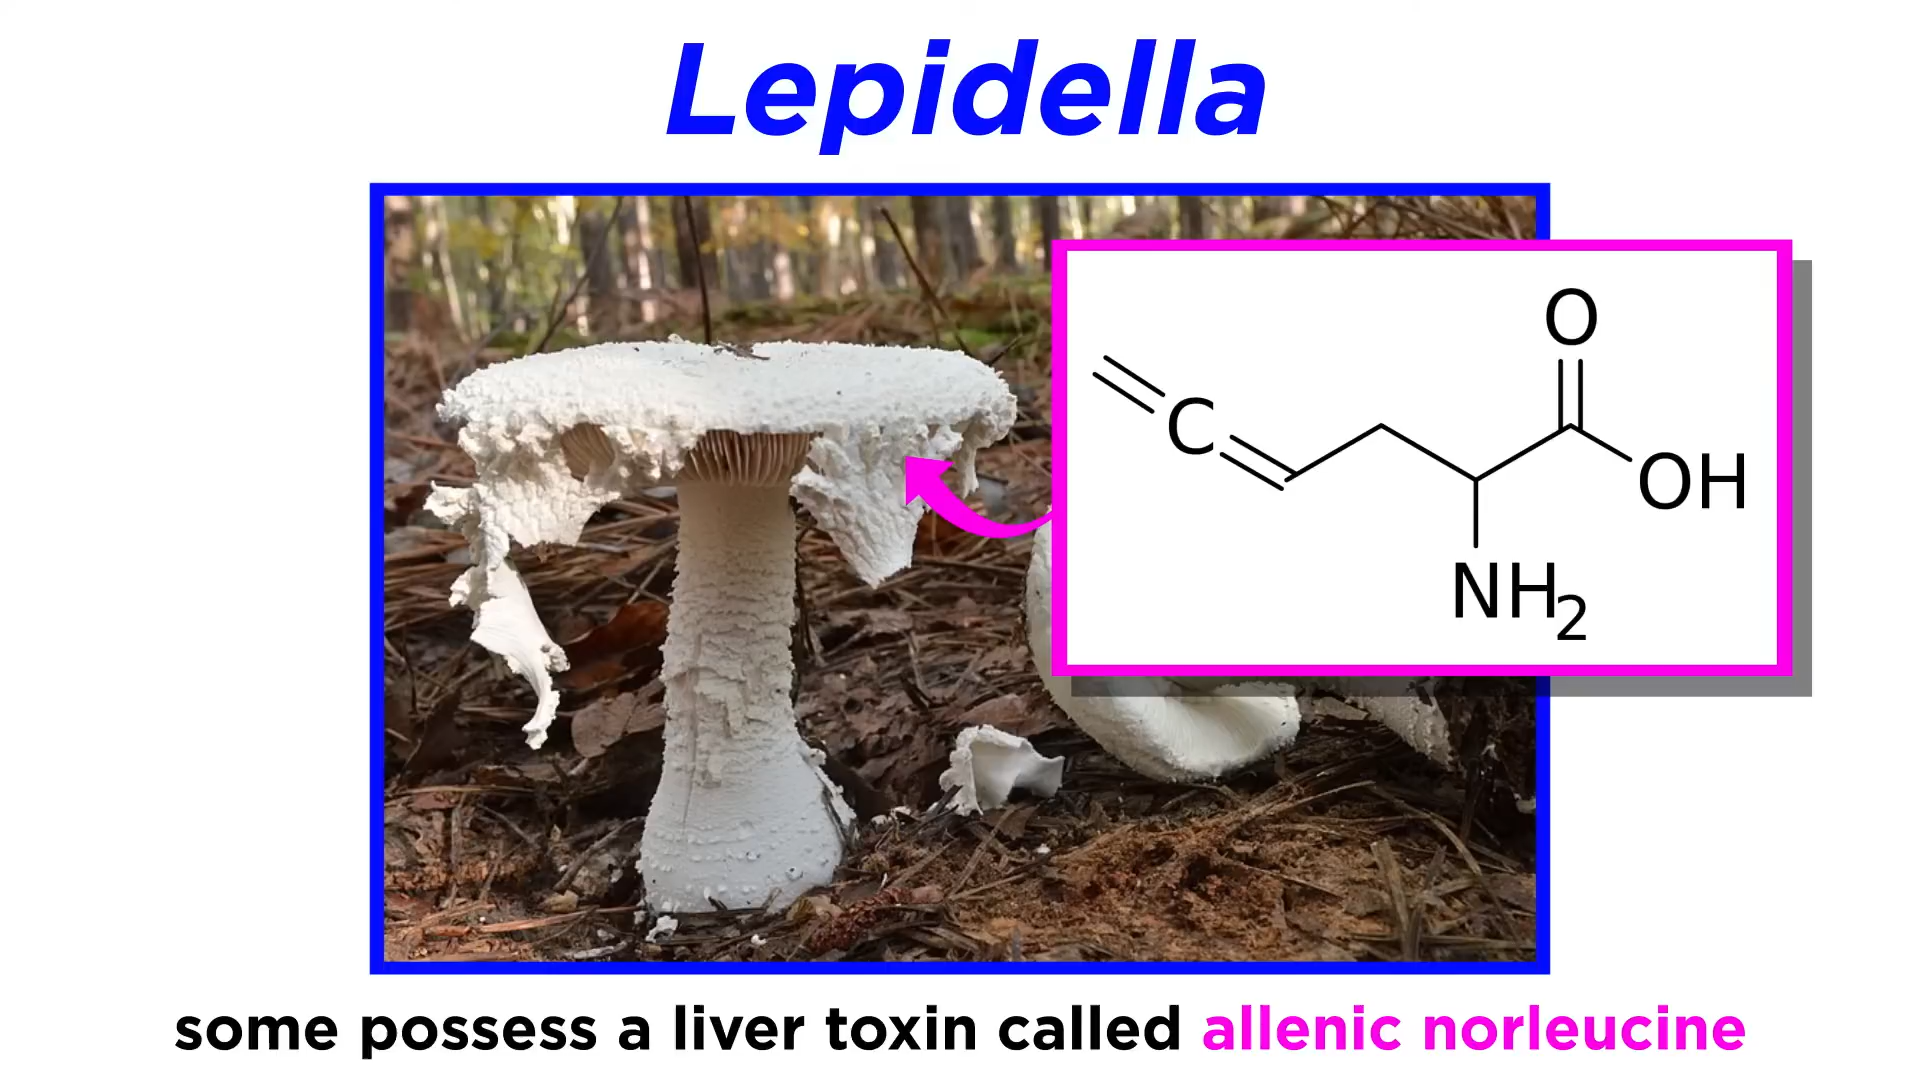 Lepidella
O
C
OH
NH2
some possess a liver toxin called allenic norleucine